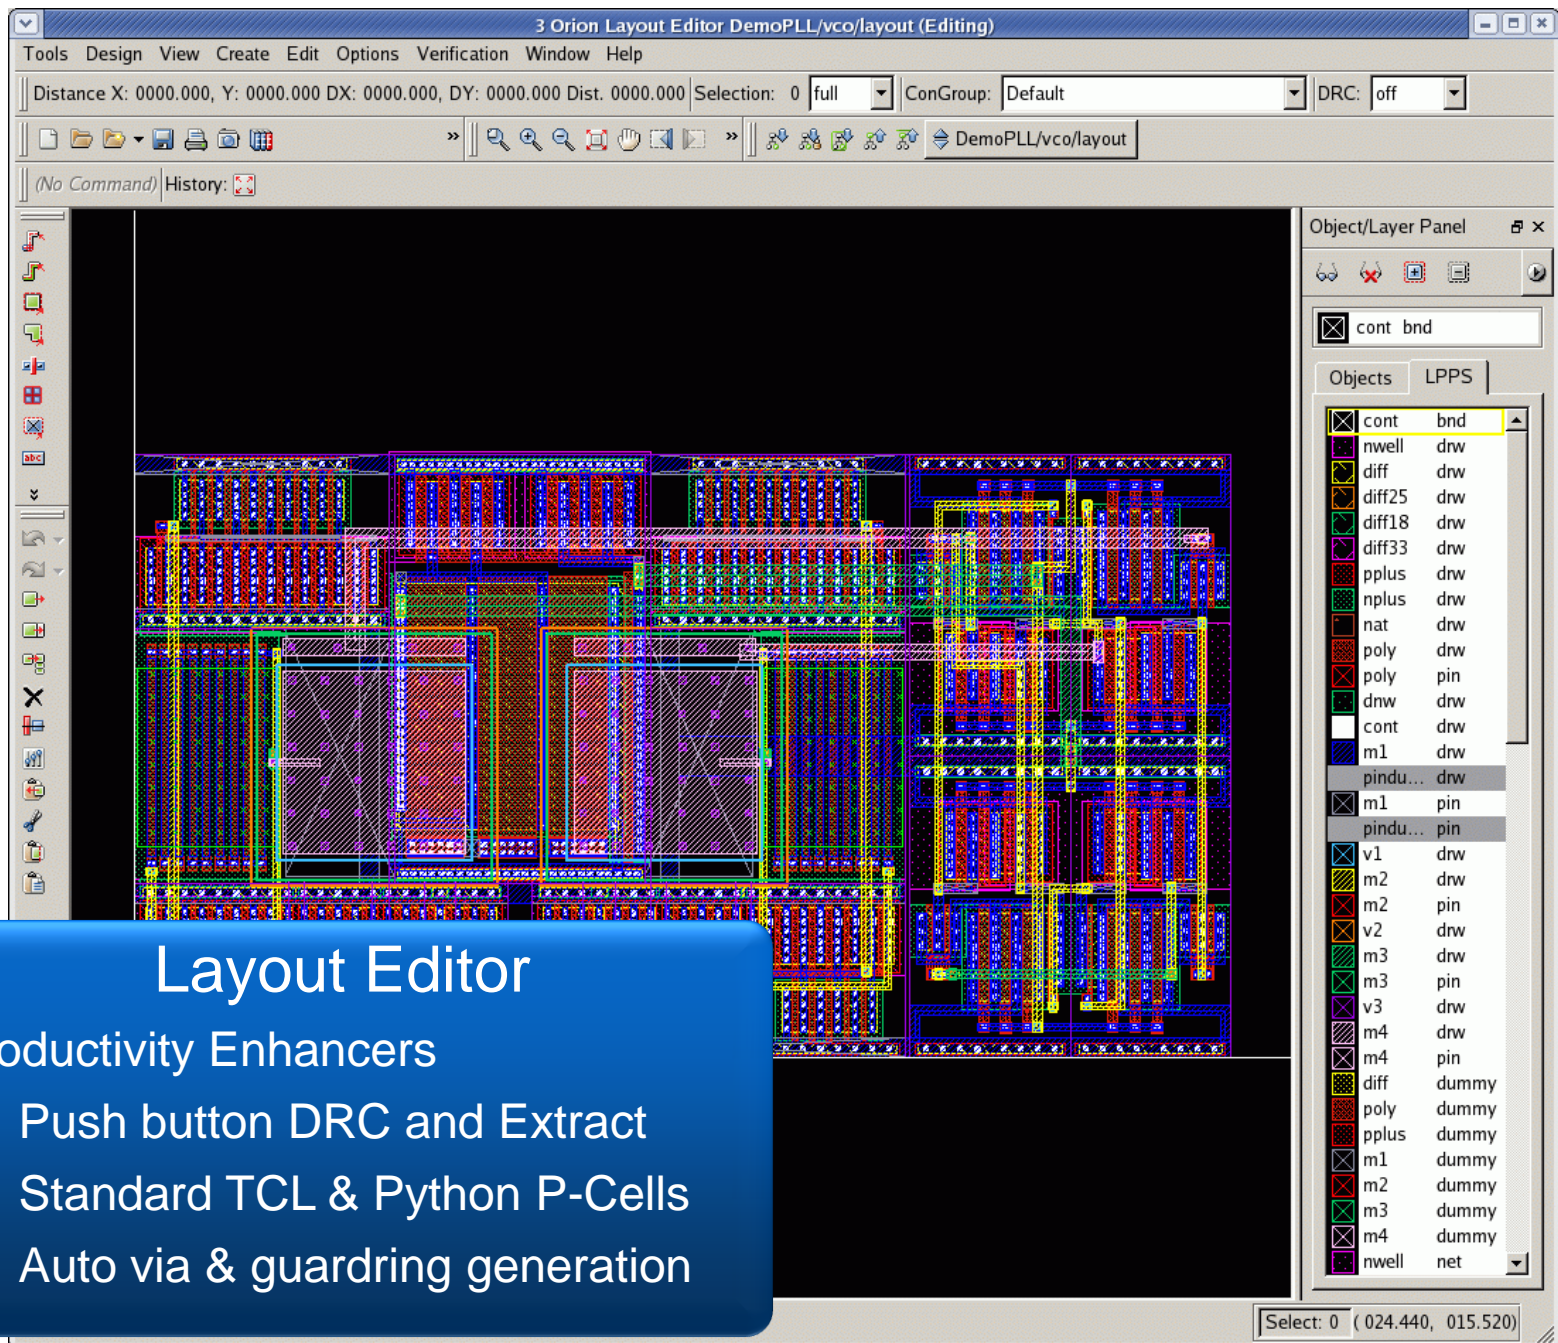 3 Orion Layout Editor DemoPLL/vco/layout (Editing)
Tools Design View Create Edit Options Verification Window Help
Distance X: 0000.000, Y: 0000.000 DX: 0000.000, DY: 0000.000 Dist. 0000.000 Selection: 0 full ConGroup: Default DRC: off
» » DemoPLL/vco/layout
(No Command) History:
Object/Layer Panel
cont bnd
Objects LPPS
abc
cont bnd
nwell drw
diff drw
diff25 drw
diff18 drw
diff33 drw
pplus drw
nplus drw
nat drw
poly drw
poly pin
dnw drw
cont drw
m1 drw
pindu... drw
m1 pin
pindu... pin
v1 drw
m2 drw
m2 pin
v2 drw
m3 drw
m3 pin
v3 drw
m4 drw
m4 pin
diff dummy
poly dummy
pplus dummy
m1 dummy
m2 dummy
m3 dummy
m4 dummy
nwell net
Layout Editor
oductivity Enhancers
Push button DRC and Extract
Standard TCL & Python P-Cells
Auto via & guardring generation
Select: 0 ( 024.440, 015.520)